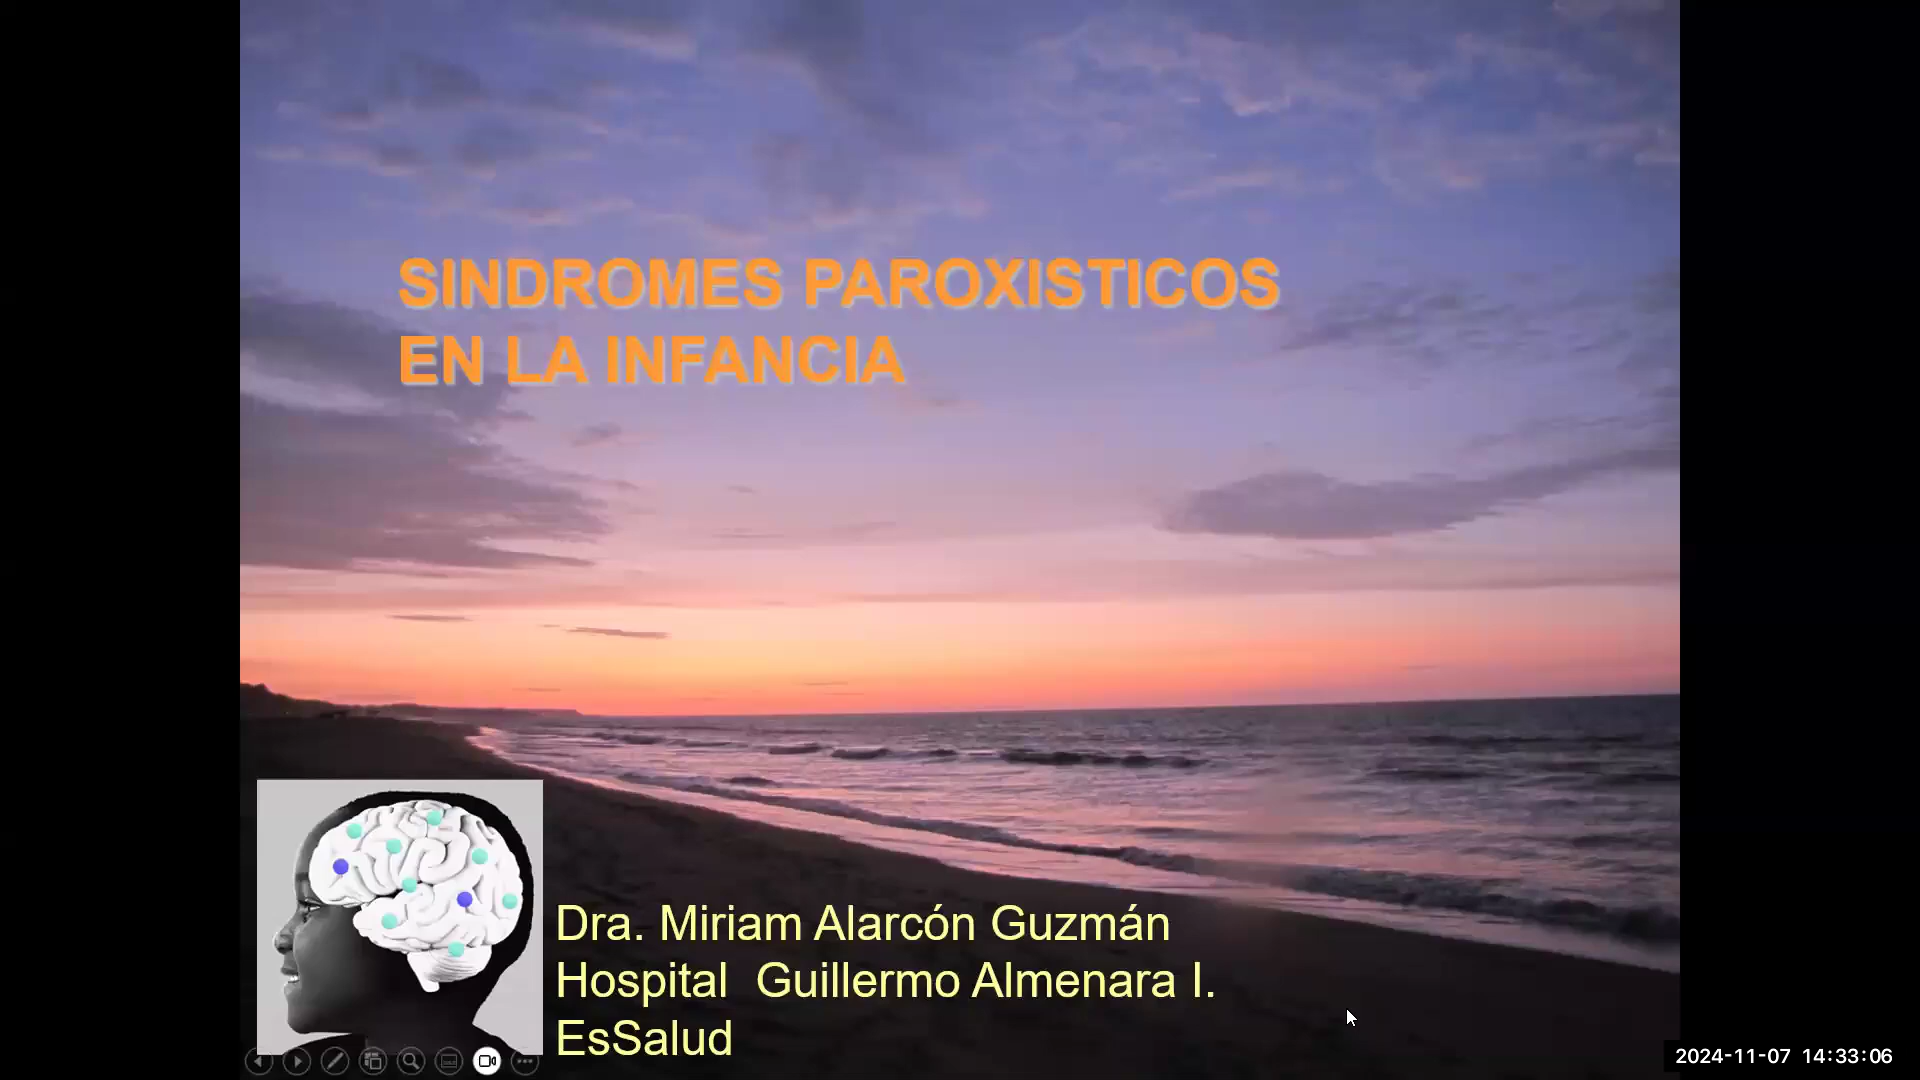 SINDROMES PAROXISTICOS
EN LA INFANCIA
Dra. Miriam Alarcón Guzmán
Hospital  Guillermo Almenara I.
EsSalud
2024-11-07 14:33:06